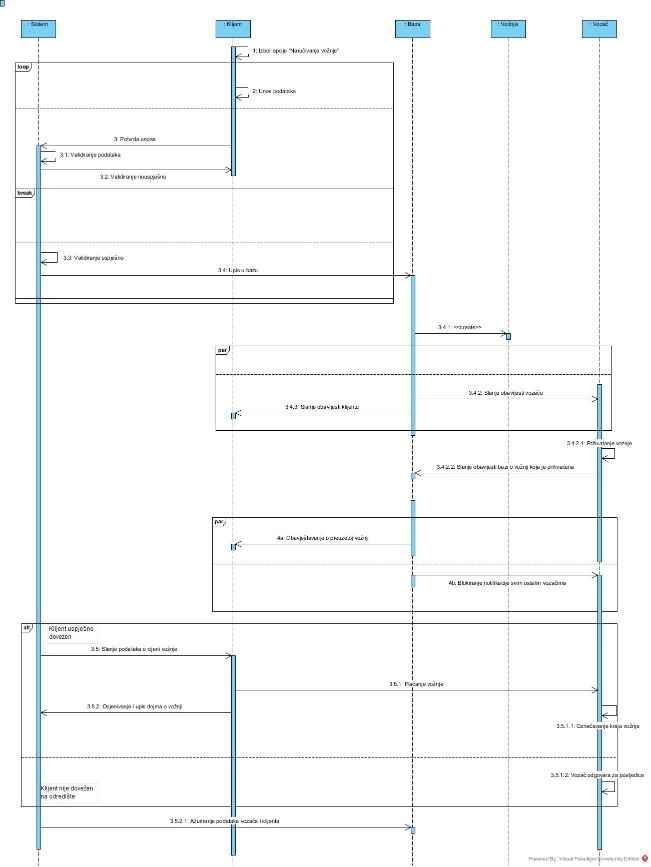 : Sistem
: Klijent
: Baza
: Vožnja
: Vozač
1: Izbor opcije "Naručivanje vožnje"
loop
2: Unos podataka
3: Potvrda unosa
3.1: Validiranje podataka
3.2: Validiranje neuspješno
break
3.3: Validiranje uspješno
3.4: Upis u bazu
3.4.1: <<create>>
par
3.4.2: Slanje obavijesti vozaču
3.4.3: Slanje obavijesti klijentu
3.4.2.1: Prihvatanje voznje
3.4.2.2: Slanje obavijesti bazi o vožnji koja je prihvaćena
par
4a: Obavještavanje o preuzetoj vožnj
4b: Blokiranje notifikacije svim ostalim vozačima
alt
Klijent uspješno
dovezen
3.5: Slanje podataka o cijeni vožnje
3.5.1: Plaćanje vožnje
3.5.2: Ocjenivanje i upis dojma o vožnji
3.5.1.1: Označavanje kraja vožnje
3.5.1.2: Vozač odgovara za posljedice
Klijent nije dovežen
na odredište
3.5.2.1: Ažuriranje podataka vozača i klijenta
Powered By: Visual Paradigm Community Edition